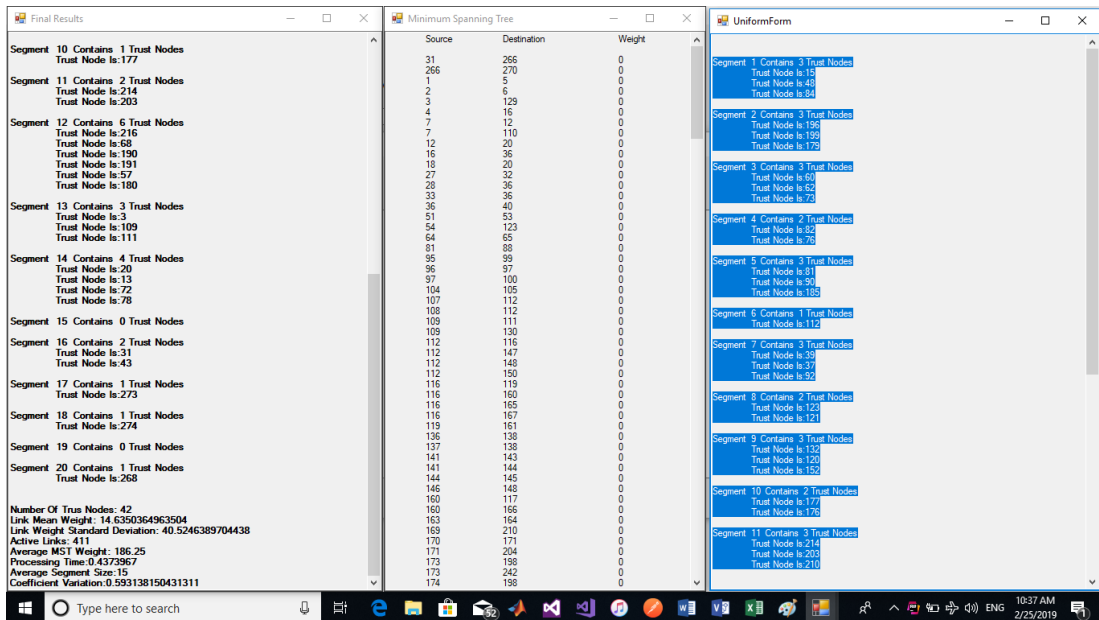 Final Results
Segment 10 Contains 1 Trust Nodes
Trust Node Is:177
Segment 11 Contains 2 Trust Nodes
Trust Node Is:214
Trust Node Is:203
Segment 12 Contains 6 Trust Nodes
Trust Node Is:216
Trust Node Is:68
Trust Node Is:190
Trust Node Is:191
Trust Node Is:57
Trust Node Is:180
Segment 13 Contains 3 Trust Nodes
Trust Node Is:3
Trust Node Is:109
Trust Node Is:111
Segment 14 Contains 4 Trust Nodes
Trust Node Is:20
Trust Node Is:13
Trust Node Is:72
Trust Node Is:78
Segment 15 Contains 0 Trust Nodes
Segment 16 Contains 2 Trust Nodes
Trust Node Is:31
Trust Node Is:43
Segment 17 Contains 1 Trust Nodes
Trust Node Is:273
Segment 18 Contains 1 Trust Nodes
Trust Node Is:274
Segment 19 Contains 0 Trust Nodes
Segment 20 Contains 1 Trust Nodes
Trust Node Is:268
Number Of Trus Nodes: 42
Link Mean Weight: 14.6350364963504
Link Weight Standard Deviation: 40.5246389704438
Active Links: 411
Average MST Weight: 186.25
Processing Time:0.4373967
Average Segment Size:15
Coefficient Variation:0.593138150431311
Minimum Spanning Tree
Source Destination Weight
31 266 0
266 270 0
1 5 0
2 6 0
3 129 0
4 16 0
7 12 0
7 110 0
12 20 0
16 36 0
18 20 0
27 32 0
28 36 0
33 36 0
36 40 0
51 53 0
54 123 0
64 65 0
81 88 0
95 99 0
96 97 0
97 100 0
104 105 0
107 112 0
108 112 0
109 111 0
109 130 0
112 116 0
112 147 0
112 148 0
112 150 0
116 119 0
116 160 0
116 165 0
116 167 0
119 161 0
136 138 0
137 138 0
141 143 0
141 144 0
144 145 0
146 148 0
160 117 0
160 166 0
163 164 0
169 210 0
170 171 0
171 204 0
173 198 0
173 242 0
174 198 0
UniformForm
Segment 1 Contains 3 Trust Nodes
Trust Node Is:15
Trust Node Is:48
Trust Node Is:84
Segment 2 Contains 3 Trust Nodes
Trust Node Is:196
Trust Node Is:199
Trust Node Is:179
Segment 3 Contains 3 Trust Nodes
Trust Node Is:60
Trust Node Is:62
Trust Node Is:73
Segment 4 Contains 2 Trust Nodes
Trust Node Is:82
Trust Node Is:76
Segment 5 Contains 3 Trust Nodes
Trust Node Is:81
Trust Node Is:90
Trust Node Is:185
Segment 6 Contains 1 Trust Nodes
Trust Node Is:112
Segment 7 Contains 3 Trust Nodes
Trust Node Is:39
Trust Node Is:37
Trust Node Is:92
Segment 8 Contains 2 Trust Nodes
Trust Node Is:123
Trust Node Is:121
Segment 9 Contains 3 Trust Nodes
Trust Node Is:132
Trust Node Is:120
Trust Node Is:152
Segment 10 Contains 2 Trust Nodes
Trust Node Is:177
Trust Node Is:176
Segment 11 Contains 3 Trust Nodes
Trust Node Is:214
Trust Node Is:203
Trust Node Is:210
Type here to search
52
ENG
10:37 AM
2/25/2019
1